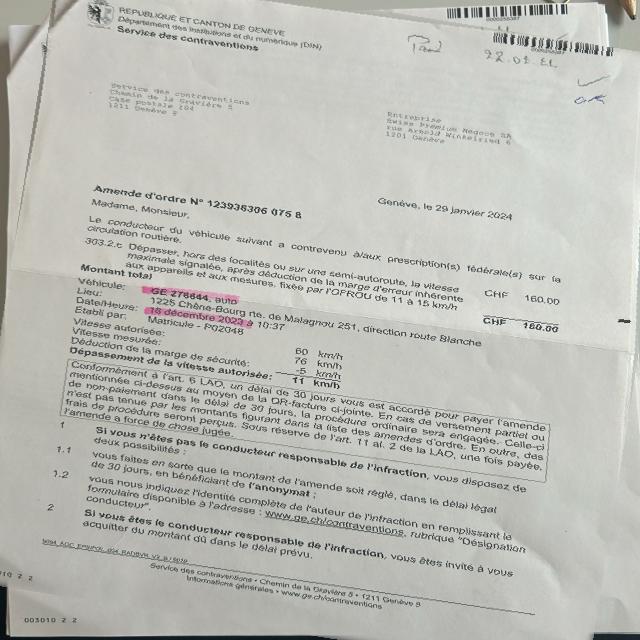 REPUBLIQUE ET CANTON DE GENEVE
Département des institutions et du numérique (DIN)
Service des contraventions
Service des contraventions
Chemin de la Gravière 5
Case postale 104
1211 Genève 8
Entreprise
Swiss Premium Negoce SA
rue Arnold Winkelried 6
1201 Genève
Amende d'ordre N° 123936306 075 8
Genève, le 29 janvier 2024
Madame, Monsieur,
Le conducteur du véhicule suivant a contrevenu à/aux prescription(s) fédérale(s) sur la
circulation routière.
303.2.c Dépasser, hors des localités ou sur une semi-autoroute, la vitesse
maximale signalée, après déduction de la marge d'erreur inhérente
aux appareils et aux mesures, fixée par l'OFROU de 11 à 15 km/h
CHF 160.00
Montant total
CHF 160.00
Véhicule: GE 276644, auto
Lieu: 1225 Chêne-Bourg rte. de Malagnou 251, direction route Blanche
Date/Heure: 18 décembre 2023 à 10:37
Etabli par: Matricule - P02048
Vitesse autorisée: 60 km/h
Vitesse mesurée: 76 km/h
Déduction de la marge de sécurité: -5 km/h
Dépassement de la vitesse autorisée: 11 km/h
Conformément à l'art. 6 LAO, un délai de 30 jours vous est accordé pour payer l'amende
mentionnée ci-dessus au moyen de la QR-facture ci-jointe. En cas de versement partiel ou
de non-paiement dans le délai de 30 jours, la procédure ordinaire sera engagée. Celle-ci
n'est pas tenue par les montants figurant dans la liste des amendes d'ordre. En outre, des
frais de procédure seront perçus. Sous réserve de l'art. 11 al. 2 de la LAO, une fois payée,
l'amende a force de chose jugée.
1 Si vous n'êtes pas le conducteur responsable de l'infraction, vous disposez de
deux possibilités :
1.1 vous faites en sorte que le montant de l'amende soit réglé, dans le délai légal
de 30 jours, en bénéficiant de l'anonymat ;
1.2 vous nous indiquez l'identité complète de l'auteur de l'infraction en remplissant le
formulaire disponible à l'adresse : www.ge.ch/contraventions, rubrique "Désignation
conducteur".
2 Si vous êtes le conducteur responsable de l'infraction, vous êtes invité à vous
acquitter du montant dû dans le délai prévu.
Service des contraventions • Chemin de la Gravière 5 • 1211 Genève 8
Informations générales • www.ge.ch/contraventions
003010 2 2